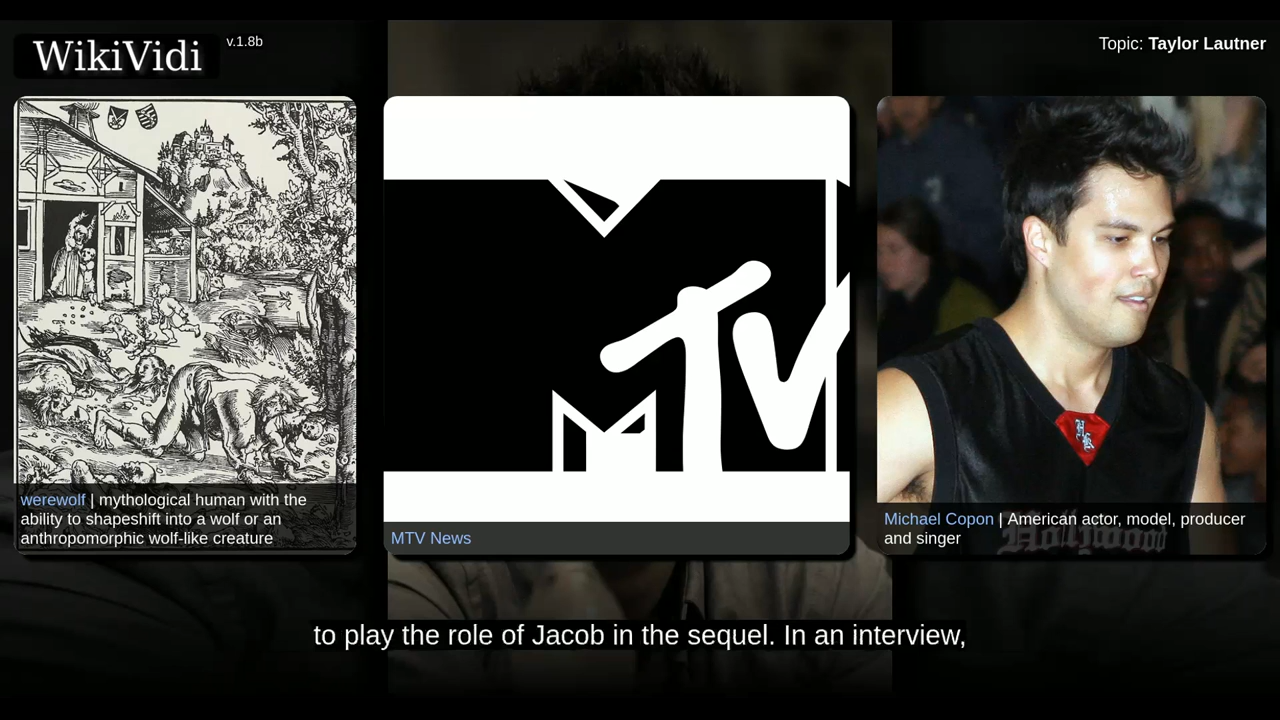 WikiVidi
v.1.8b
Topic: Taylor Lautner
werewolf | mythological human with the
ability to shapeshift into a wolf or an
anthropomorphic wolf-like creature
MTV
MTV News
Michael Copon | American actor, model, producer
and singer
Hollywood
to play the role of Jacob in the sequel. In an interview,